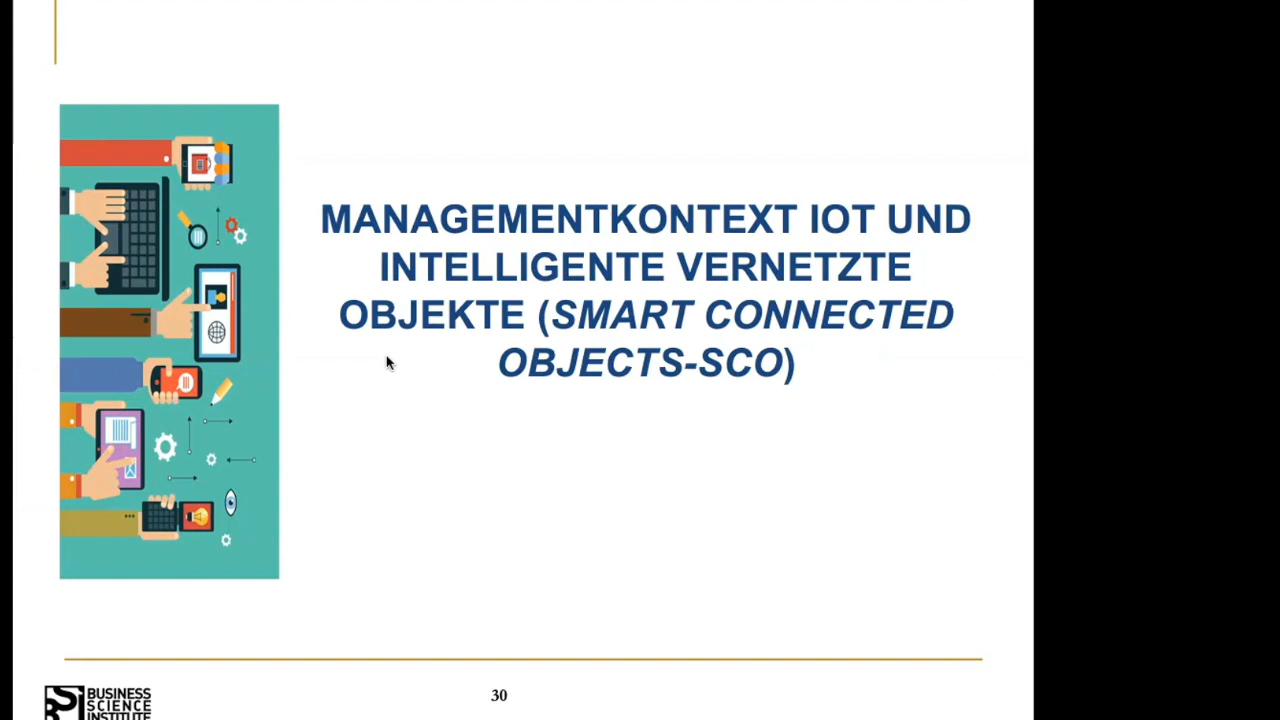 MANAGEMENTKONTEXT IOT UND
INTELLIGENTE VERNETZTE
OBJEKTE (SMART CONNECTED
OBJECTS-SCO)
BUSINESS
SCIENCE
INSTITUTE
30